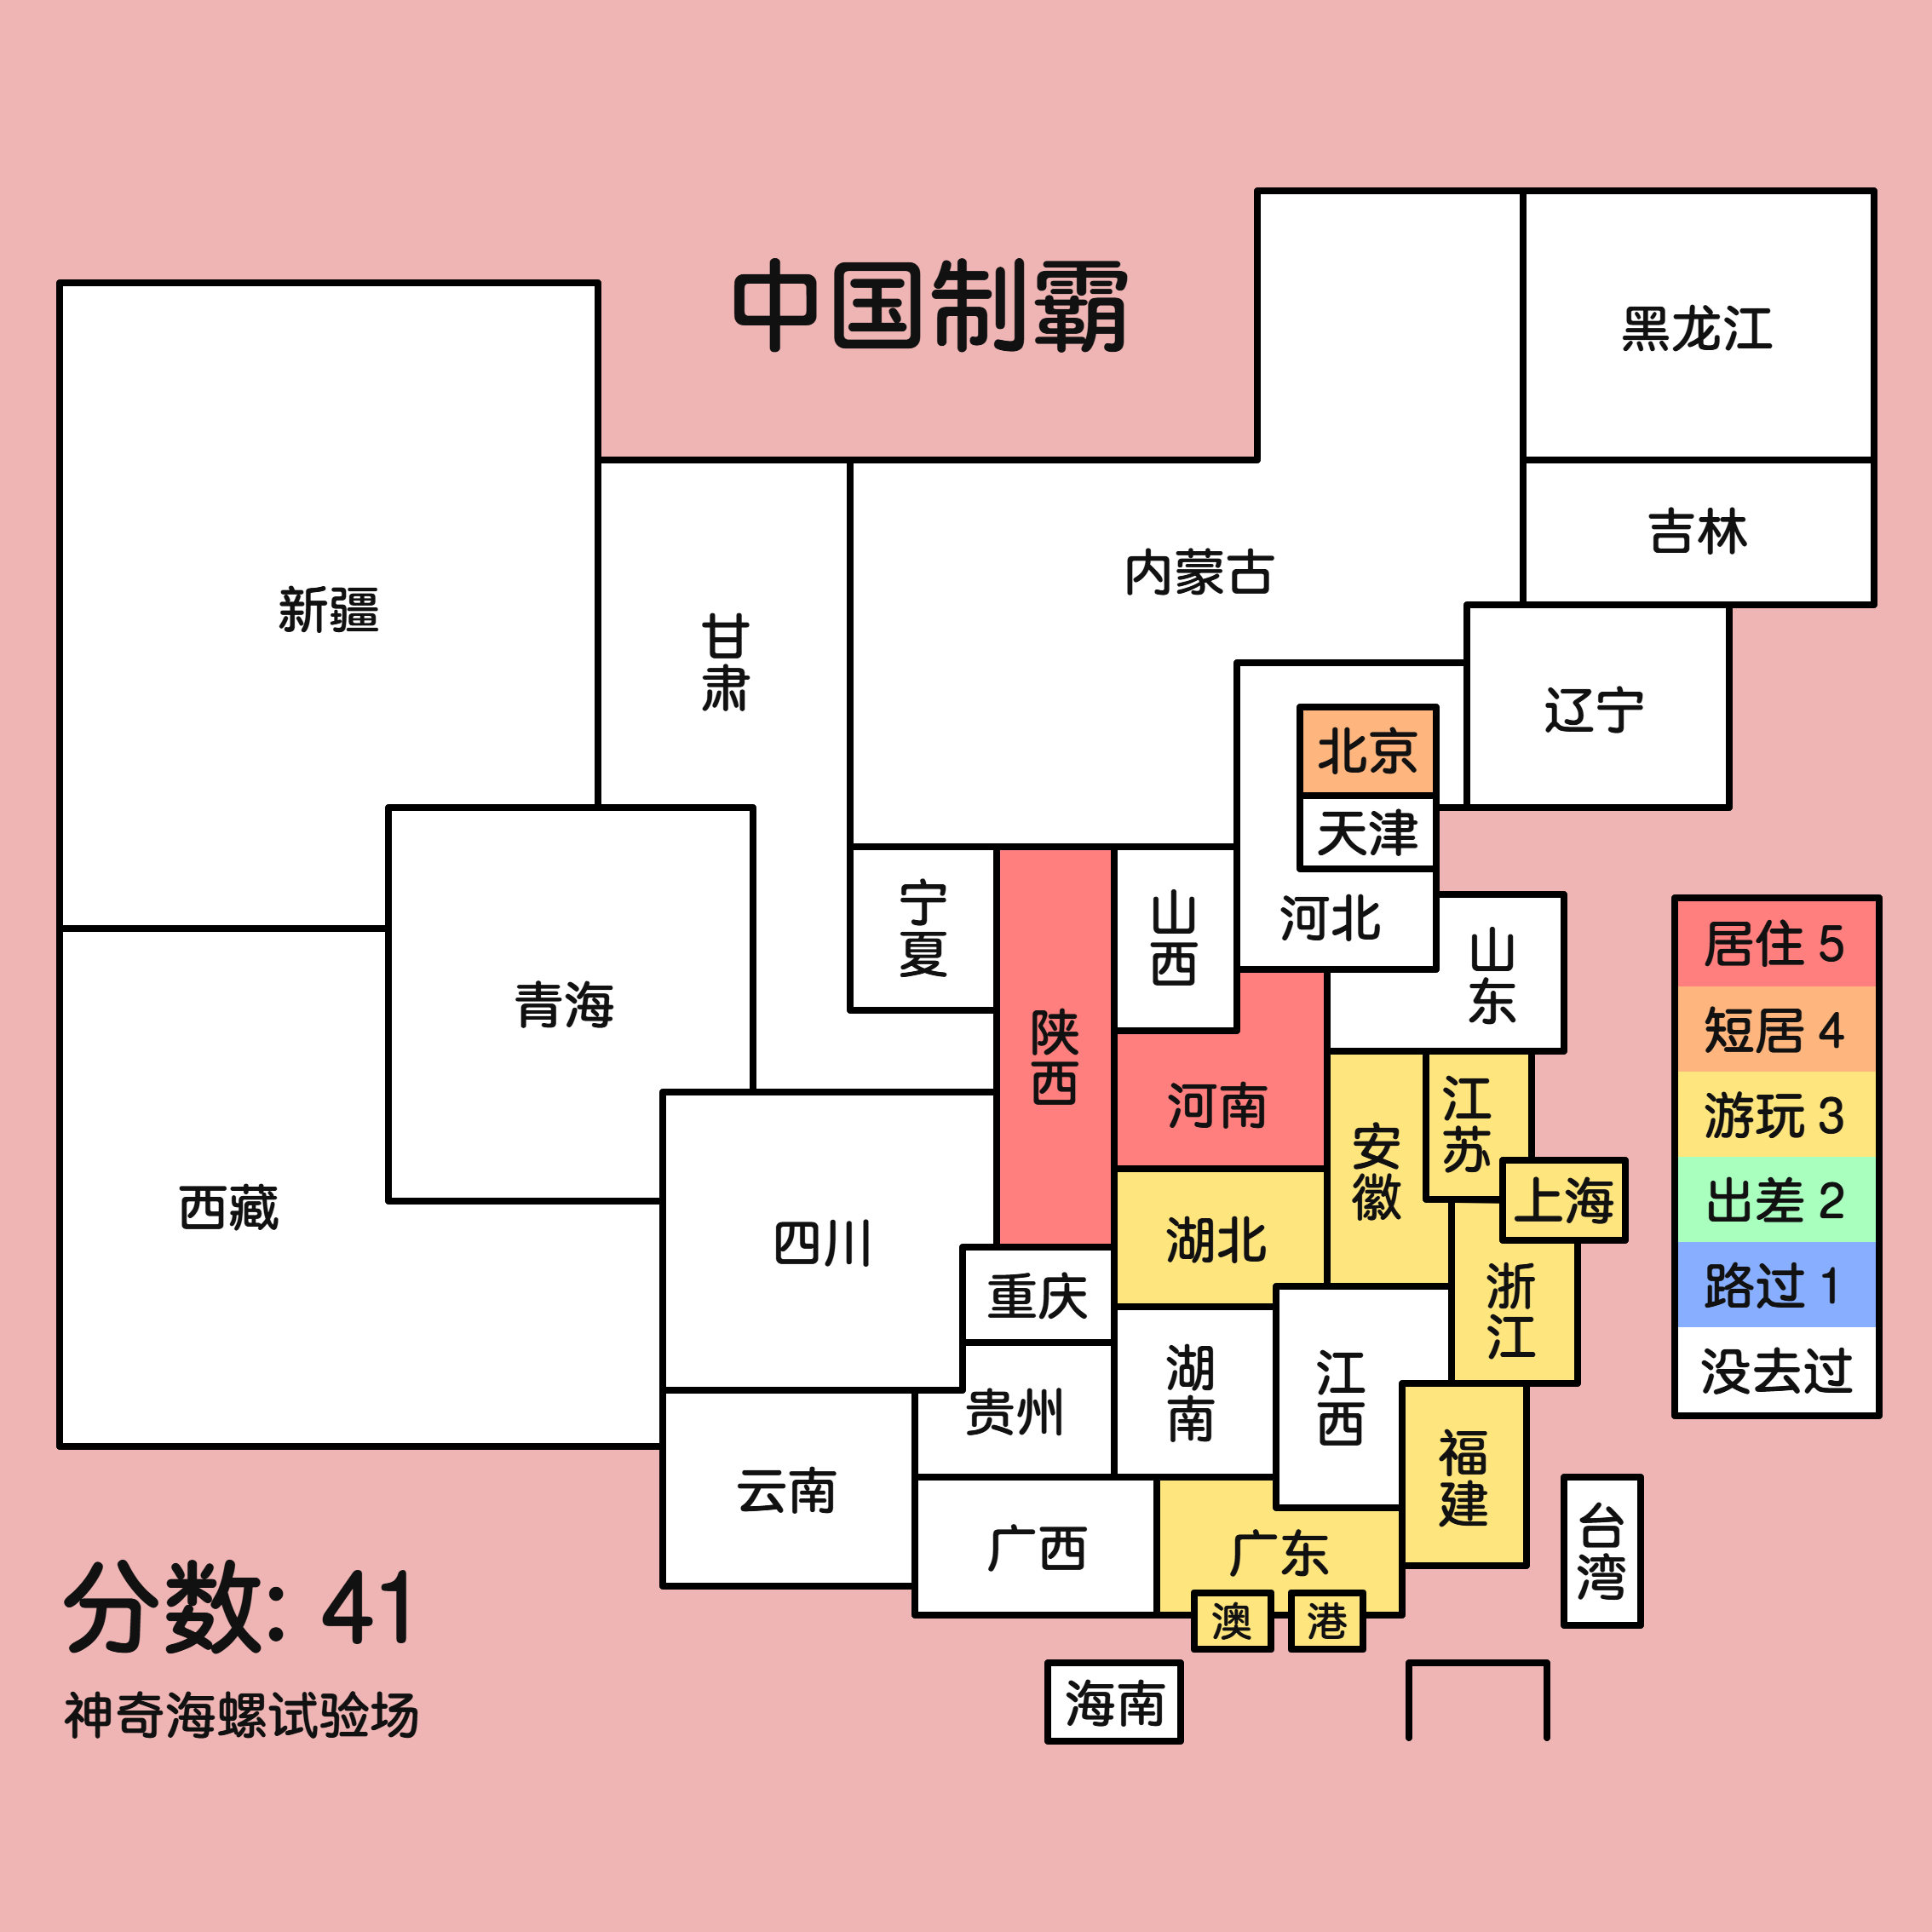 中国制霸
黑龙江
吉林
内蒙古
新疆
甘肃
辽宁
北京
天津
宁夏
山西
河北
山东
青海
陕西
河南
江苏
安徽
西藏
上海
四川
湖北
重庆
浙江
湖南
江西
贵州
云南
福建
广西
广东
台湾
澳
港
海南
居住 5
短居 4
游玩 3
出差 2
路过 1
没去过
分数: 41
神奇海螺试验场